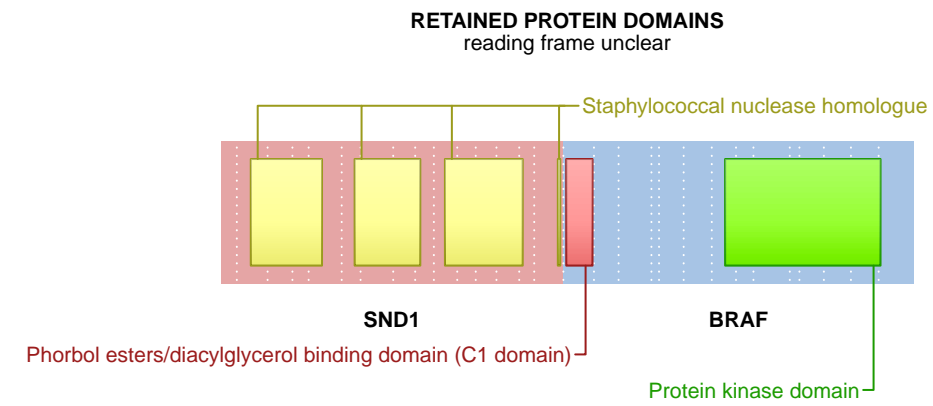 RETAINED PROTEIN DOMAINS
reading frame unclear
Staphylococcal nuclease homologue
SND1
BRAF
Phorbol esters/diacylglycerol binding domain (C1 domain)
Protein kinase domain